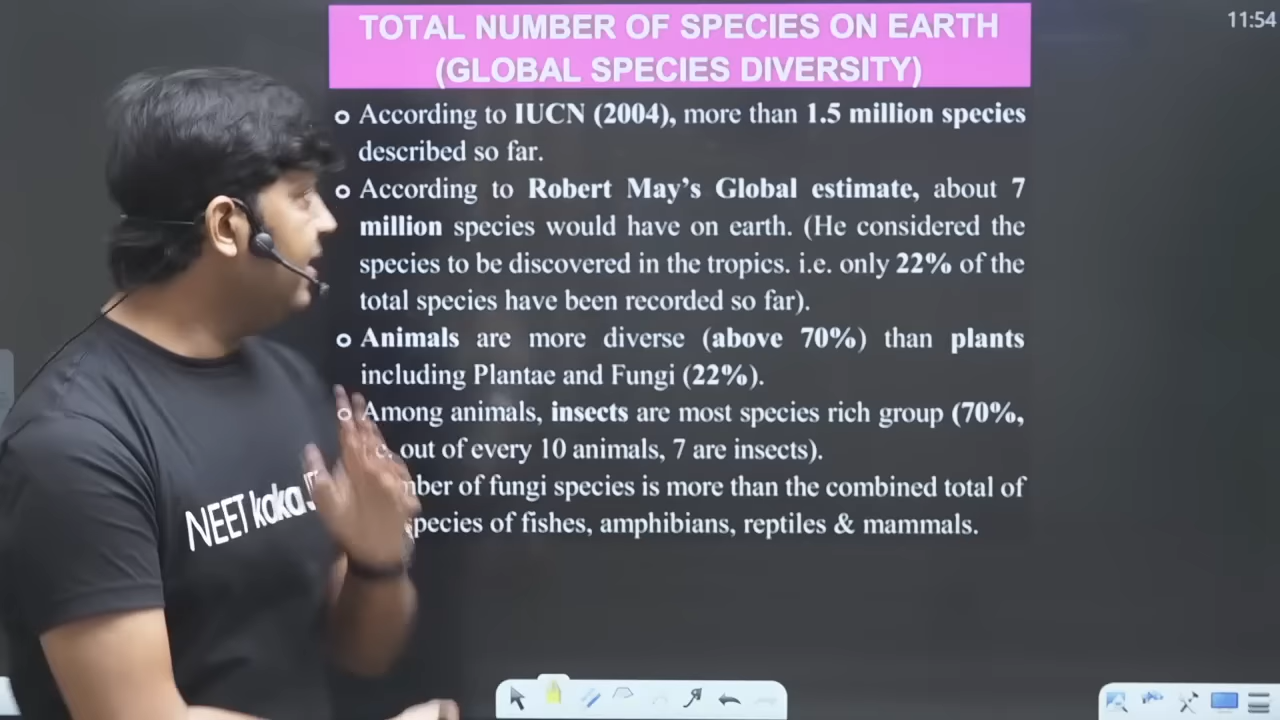 TOTAL NUMBER OF SPECIES ON EARTH
(GLOBAL SPECIES DIVERSITY)
11:54
o According to IUCN (2004), more than 1.5 million species
described so far.
o According to Robert May's Global estimate, about 7
million species would have on earth. (He considered the
species to be discovered in the tropics. i.e. only 22% of the
total species have been recorded so far).
o Animals are more diverse (above 70%) than plants
including Plantae and Fungi (22%).
o Among animals, insects are most species rich group (70%,
out of every 10 animals, 7 are insects).
of fungi species is more than the combined total of
species of fishes, amphibians, reptiles & mammals.
NEET kaka